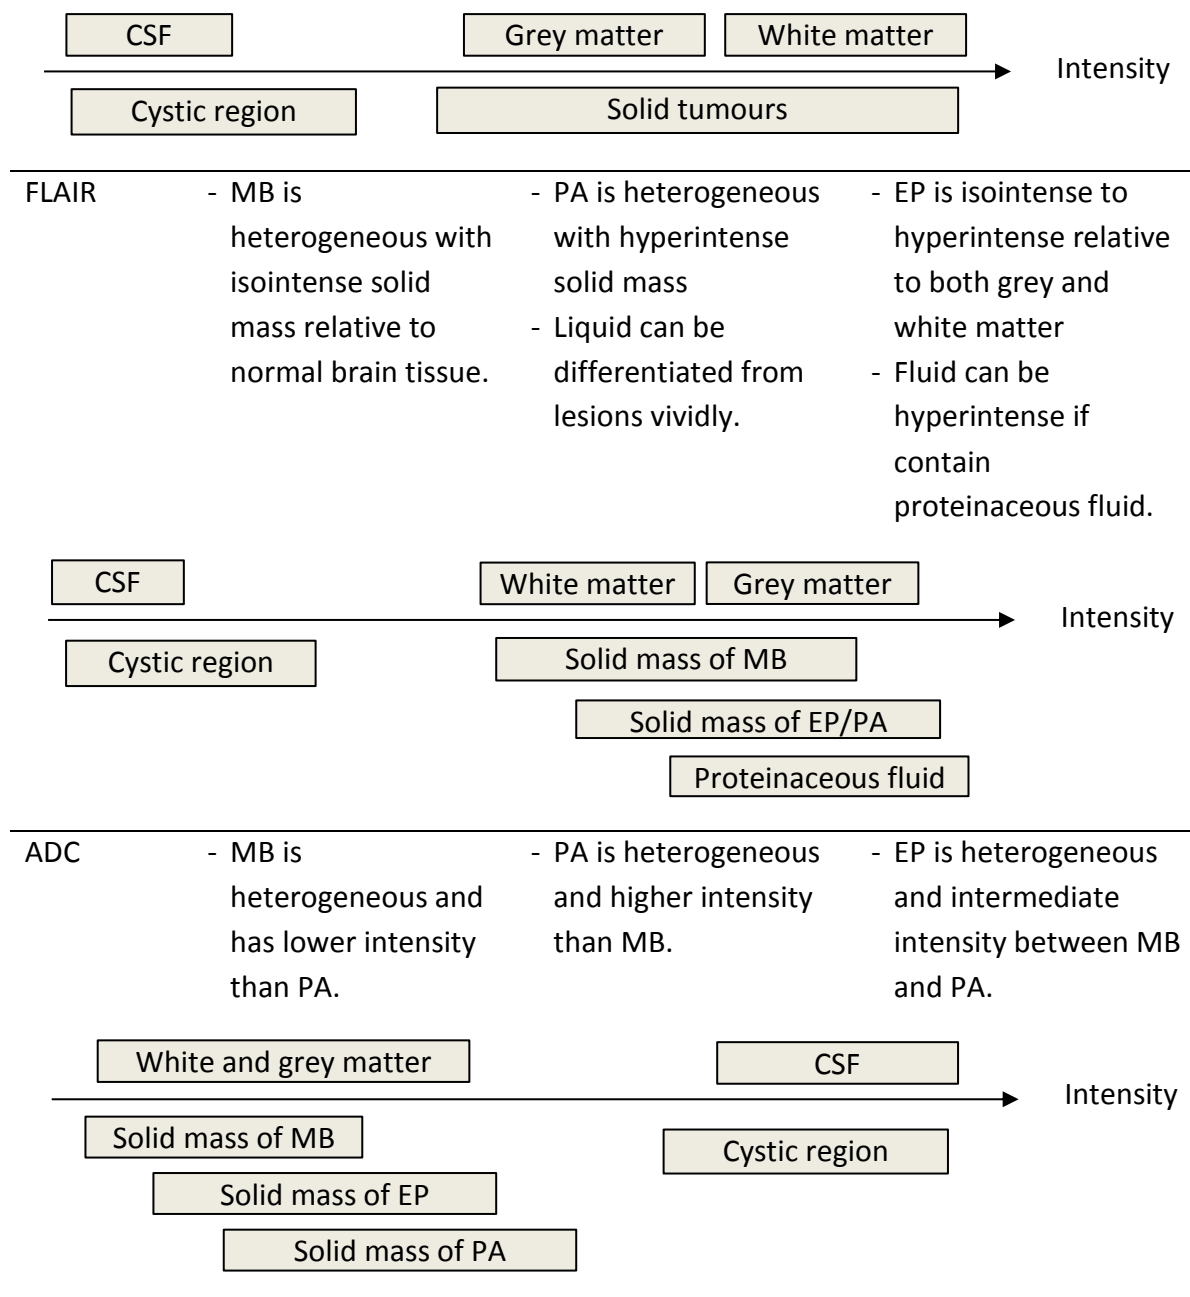 CSF
Grey matter
White matter
Intensity
Cystic region
Solid tumours
FLAIR
- MB is
heterogeneous with
isointense solid
mass relative to
normal brain tissue.
- PA is heterogeneous
with hyperintense
solid mass
- Liquid can be
differentiated from
lesions vividly.
- EP is isointense to
hyperintense relative
to both grey and
white matter
- Fluid can be
hyperintense if
contain
proteinaceous fluid.
CSF
White matter
Grey matter
Intensity
Cystic region
Solid mass of MB
Solid mass of EP/PA
Proteinaceous fluid
ADC
- MB is
heterogeneous and
has lower intensity
than PA.
- PA is heterogeneous
and higher intensity
than MB.
- EP is heterogeneous
and intermediate
intensity between MB
and PA.
White and grey matter
CSF
Intensity
Solid mass of MB
Cystic region
Solid mass of EP
Solid mass of PA